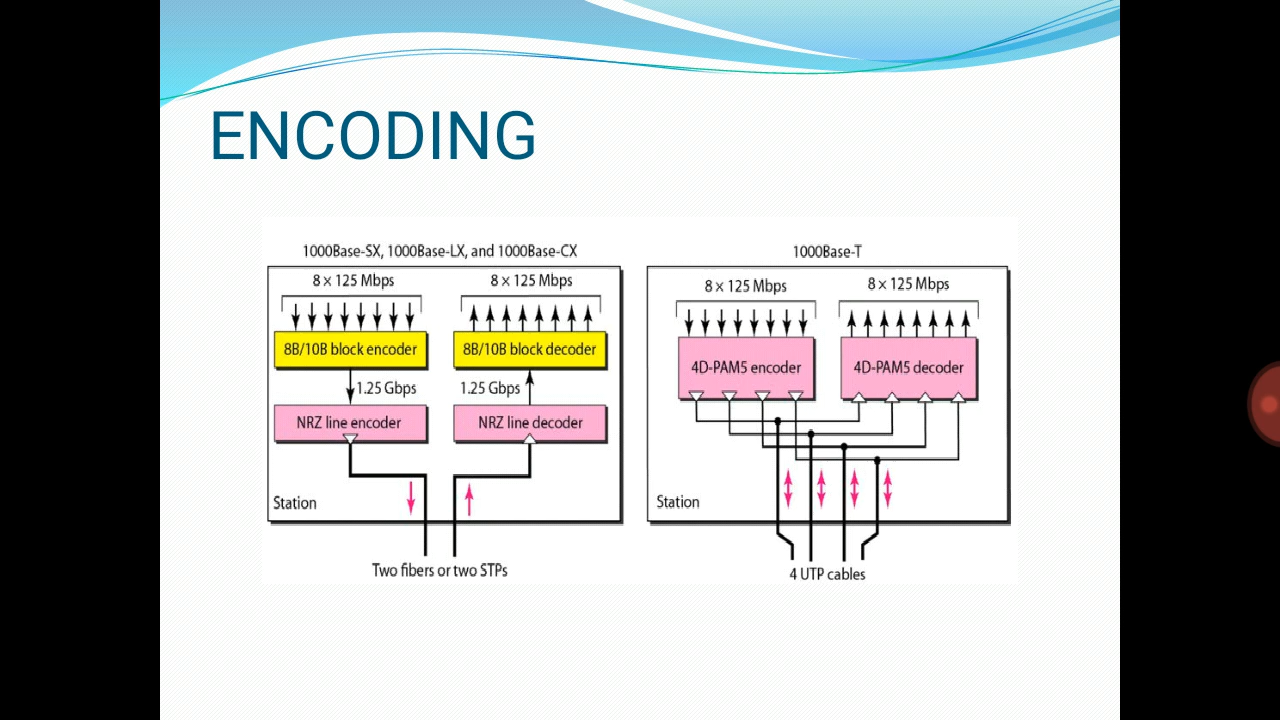 ENCODING
1000Base-SX, 1000Base-LX, and 1000Base-CX
8 × 125 Mbps
8 × 125 Mbps
8B/10B block encoder
8B/10B block decoder
1.25 Gbps
1.25 Gbps
NRZ line encoder
NRZ line decoder
Station
Two fibers or two STPs
1000Base-T
8 × 125 Mbps
8 × 125 Mbps
4D-PAM5 encoder
4D-PAM5 decoder
Station
4 UTP cables